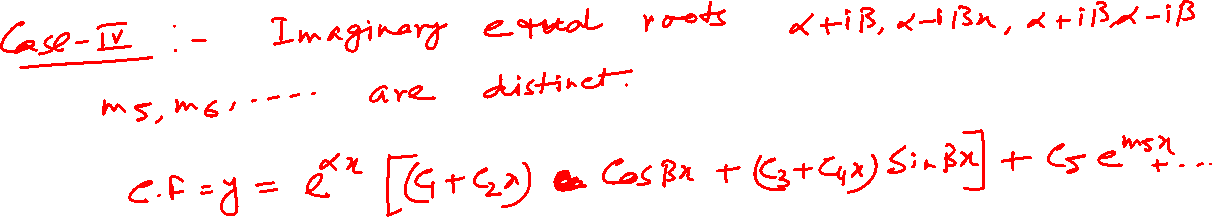 Case-IV :- Imaginary equal roots α+iβ, α-iβx, α+iβα-iβ
m5, m6, .... are distinct.
C.F = y = e^αx [(C1+C2x) Cos βx + (C3+C4x) Sin βx] + C5 e^m5x + ...